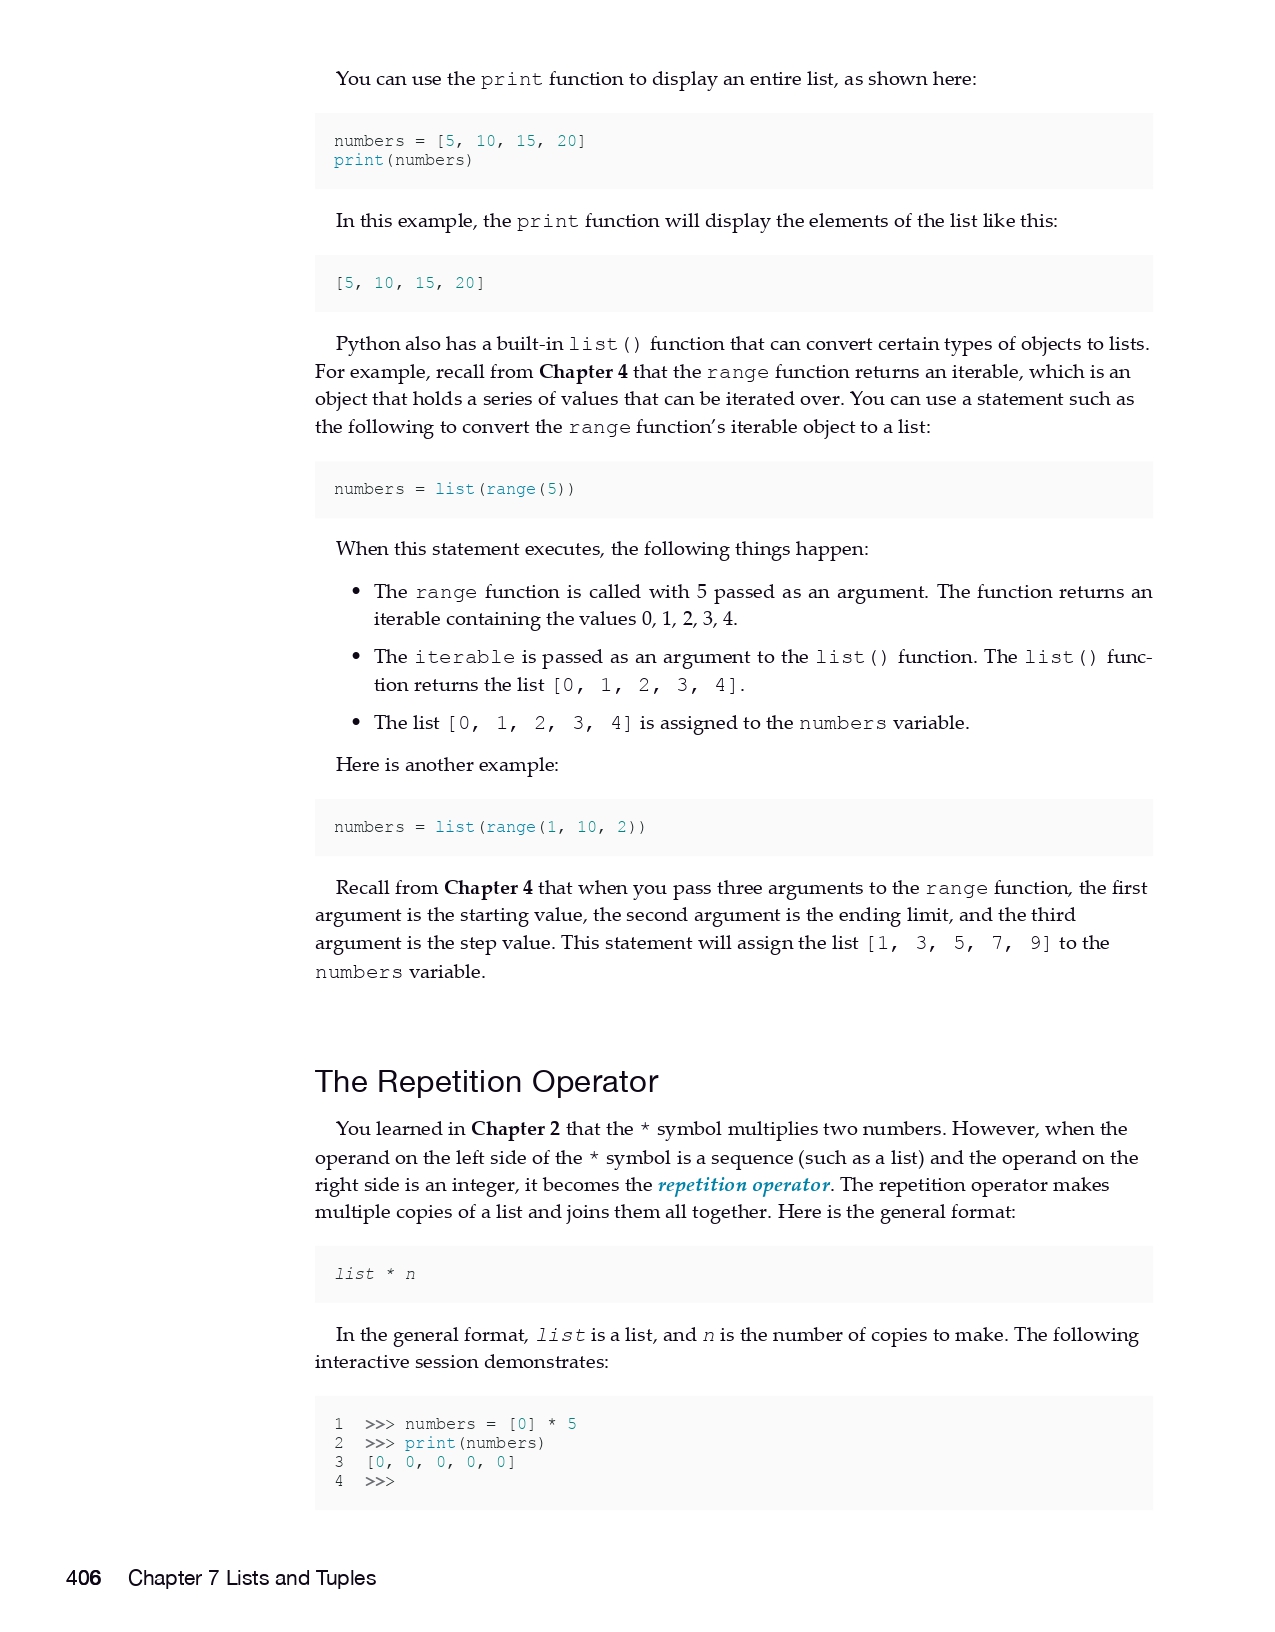 You can use the print function to display an entire list, as shown here:
numbers = [5, 10, 15, 20]
print(numbers)
In this example, the print function will display the elements of the list like this:
[5, 10, 15, 20]
Python also has a built-in list() function that can convert certain types of objects to lists.
For example, recall from Chapter 4 that the range function returns an iterable, which is an
object that holds a series of values that can be iterated over. You can use a statement such as
the following to convert the range function’s iterable object to a list:
numbers = list(range(5))
When this statement executes, the following things happen:
• The range function is called with 5 passed as an argument. The function returns an
iterable containing the values 0, 1, 2, 3, 4.
• The iterable is passed as an argument to the list() function. The list() func-
tion returns the list [0, 1, 2, 3, 4].
• The list [0, 1, 2, 3, 4] is assigned to the numbers variable.
Here is another example:
numbers = list(range(1, 10, 2))
Recall from Chapter 4 that when you pass three arguments to the range function, the first
argument is the starting value, the second argument is the ending limit, and the third
argument is the step value. This statement will assign the list [1, 3, 5, 7, 9] to the
numbers variable.
The Repetition Operator
You learned in Chapter 2 that the * symbol multiplies two numbers. However, when the
operand on the left side of the * symbol is a sequence (such as a list) and the operand on the
right side is an integer, it becomes the repetition operator. The repetition operator makes
multiple copies of a list and joins them all together. Here is the general format:
list * n
In the general format, list is a list, and n is the number of copies to make. The following
interactive session demonstrates:
1 >>> numbers = [0] * 5
2 >>> print(numbers)
3 [0, 0, 0, 0, 0]
4 >>>
406 Chapter 7 Lists and Tuples